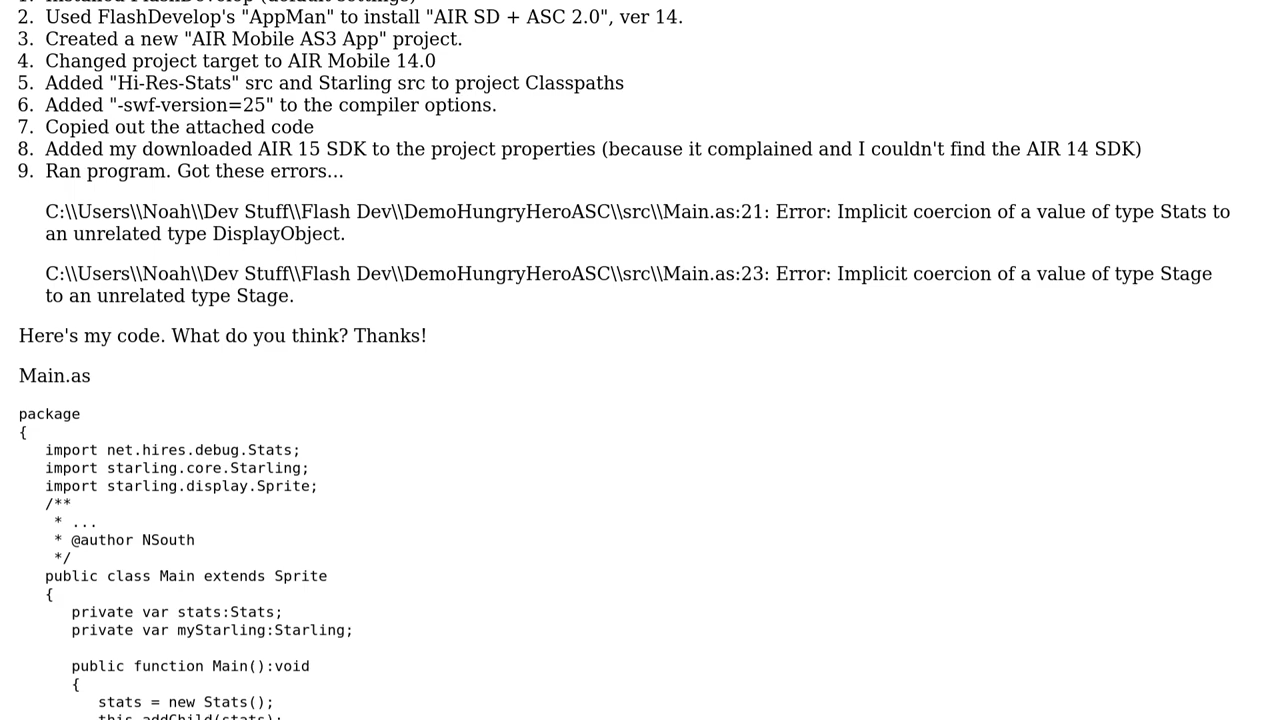 1. Installed FlashDevelop (default settings)
2. Used FlashDevelop's "AppMan" to install "AIR SD + ASC 2.0", ver 14.
3. Created a new "AIR Mobile AS3 App" project.
4. Changed project target to AIR Mobile 14.0
5. Added "Hi-Res-Stats" src and Starling src to project Classpaths
6. Added "-swf-version=25" to the compiler options.
7. Copied out the attached code
8. Added my downloaded AIR 15 SDK to the project properties (because it complained and I couldn't find the AIR 14 SDK)
9. Ran program. Got these errors...
C:\\Users\\Noah\\Dev Stuff\\Flash Dev\\DemoHungryHeroASC\\src\\Main.as:21: Error: Implicit coercion of a value of type Stats to
an unrelated type DisplayObject.
C:\\Users\\Noah\\Dev Stuff\\Flash Dev\\DemoHungryHeroASC\\src\\Main.as:23: Error: Implicit coercion of a value of type Stage
to an unrelated type Stage.
Here's my code. What do you think? Thanks!
Main.as
package
{
import net.hires.debug.Stats;
import starling.core.Starling;
import starling.display.Sprite;
/**
* ...
* @author NSouth
*/
public class Main extends Sprite
{
private var stats:Stats;
private var myStarling:Starling;
public function Main():void
{
stats = new Stats();
this.addChild(stats);